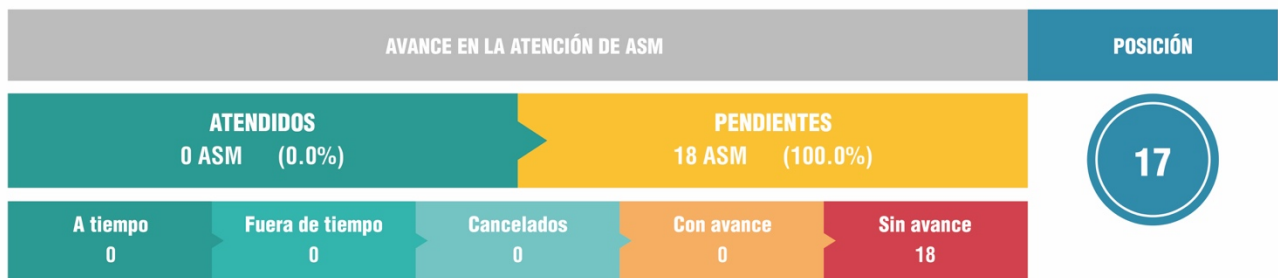 AVANCE EN LA ATENCIÓN DE ASM
POSICIÓN
ATENDIDOS
0 ASM (0.0%)
PENDIENTES
18 ASM (100.0%)
17
A tiempo
0
Fuera de tiempo
0
Cancelados
0
Con avance
0
Sin avance
18